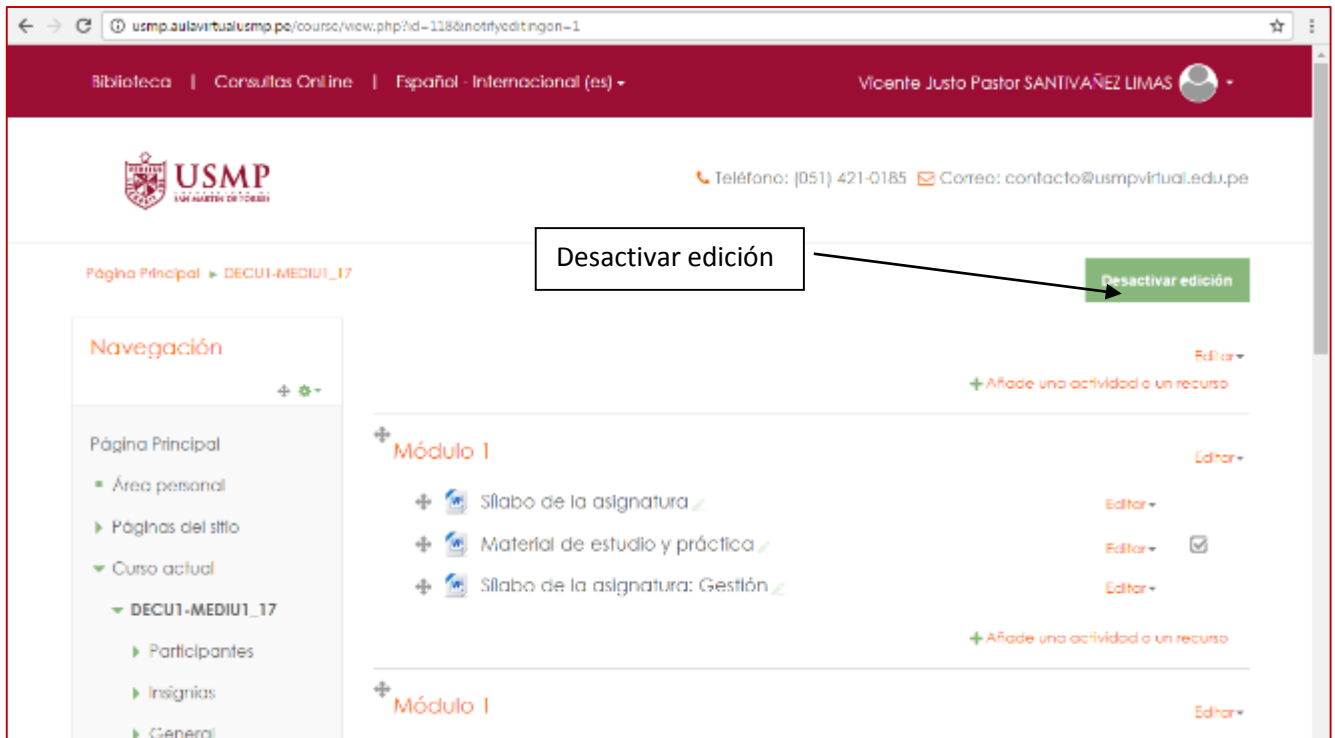 usmp.aulavirtualusmp.pe/course/view.php?id=118&notifyeditingon=1
Biblioteca | Consultas OnLine | Español - Internacional (es)
Vicente Justo Pastor SANTIVAÑEZ LIMAS
USMP
SAN MARTIN DE PORRES
Teléfono: (051) 421-0185 Correo: contacto@usmpvirtual.edu.pe
Desactivar edición
Página Principal ▸ DECU1-MEDIU1_17
Desactivar edición
Navegación
Editar
Añade una actividad o un recurso
Página Principal
Área personal
Páginas del sitio
Curso actual
DECU1-MEDIU1_17
Participantes
Insignias
General
Módulo 1
Editar
Sílabo de la asignatura
Editar
Material de estudio y práctica
Editar
Sílabo de la asignatura: Gestión
Editar
Añade una actividad o un recurso
Módulo 1
Editar